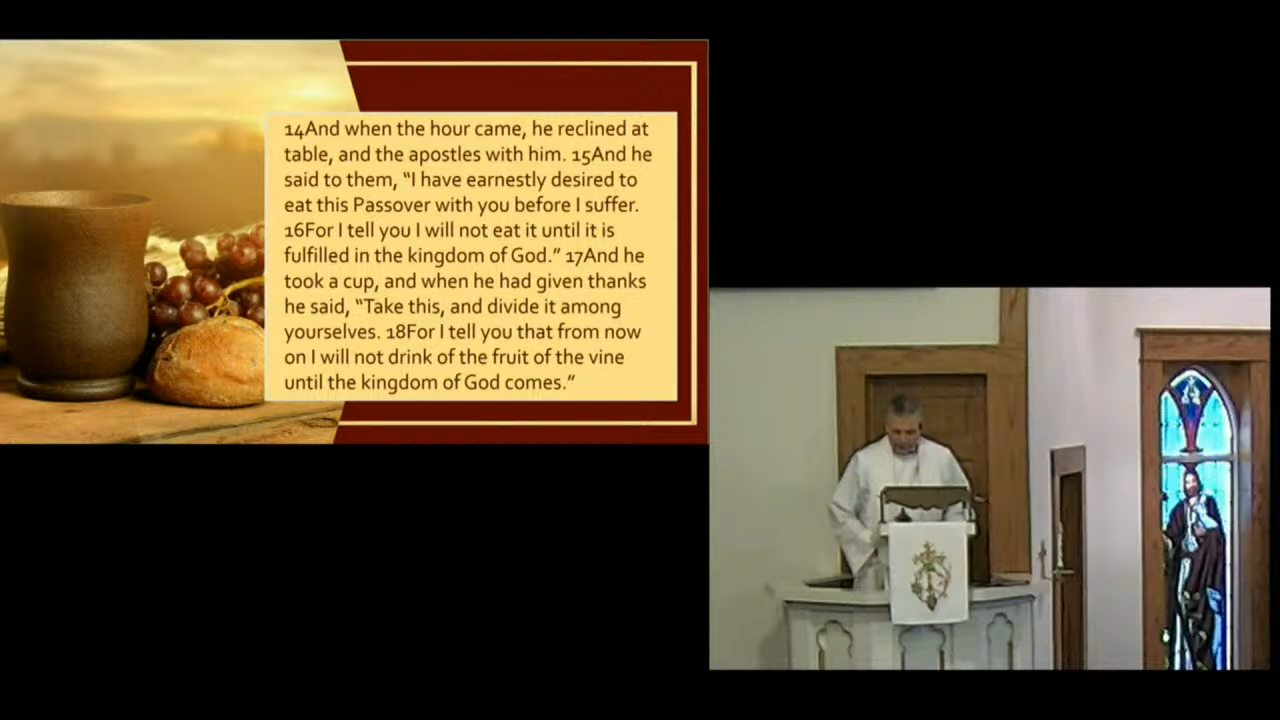 14And when the hour came, he reclined at
table, and the apostles with him. 15And he
said to them, “I have earnestly desired to
eat this Passover with you before I suffer.
16For I tell you I will not eat it until it is
fulfilled in the kingdom of God.” 17And he
took a cup, and when he had given thanks
he said, “Take this, and divide it among
yourselves. 18For I tell you that from now
on I will not drink of the fruit of the vine
until the kingdom of God comes.”